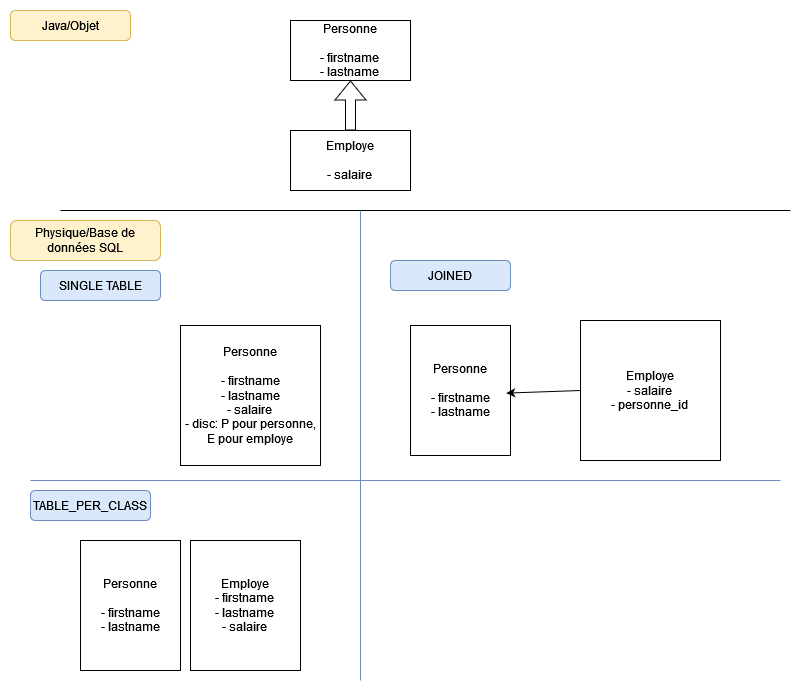 Java/Objet
Personne
- firstname
- lastname
Employe
- salaire
Physique/Base de
données SQL
SINGLE TABLE
JOINED
Personne
- firstname
- lastname
- salaire
- disc: P pour personne,
E pour employe
Personne
- firstname
- lastname
Employe
- salaire
- personne_id
TABLE_PER_CLASS
Personne
- firstname
- lastname
Employe
- firstname
- lastname
- salaire